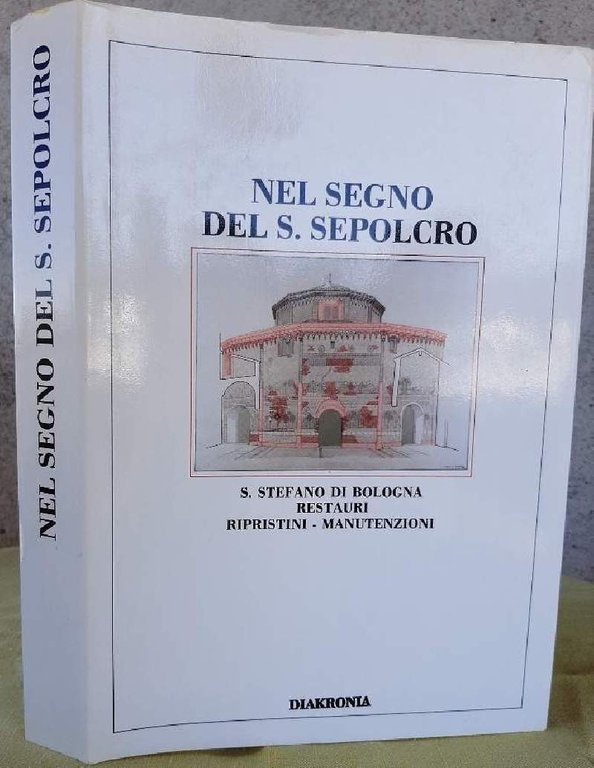 NEL SEGNO DEL S. SEPOLCRO
NEL SEGNO
DEL S. SEPOLCRO
S. STEFANO DI BOLOGNA
RESTAURI
RIPRISTINI - MANUTENZIONI
DIAKRONIA